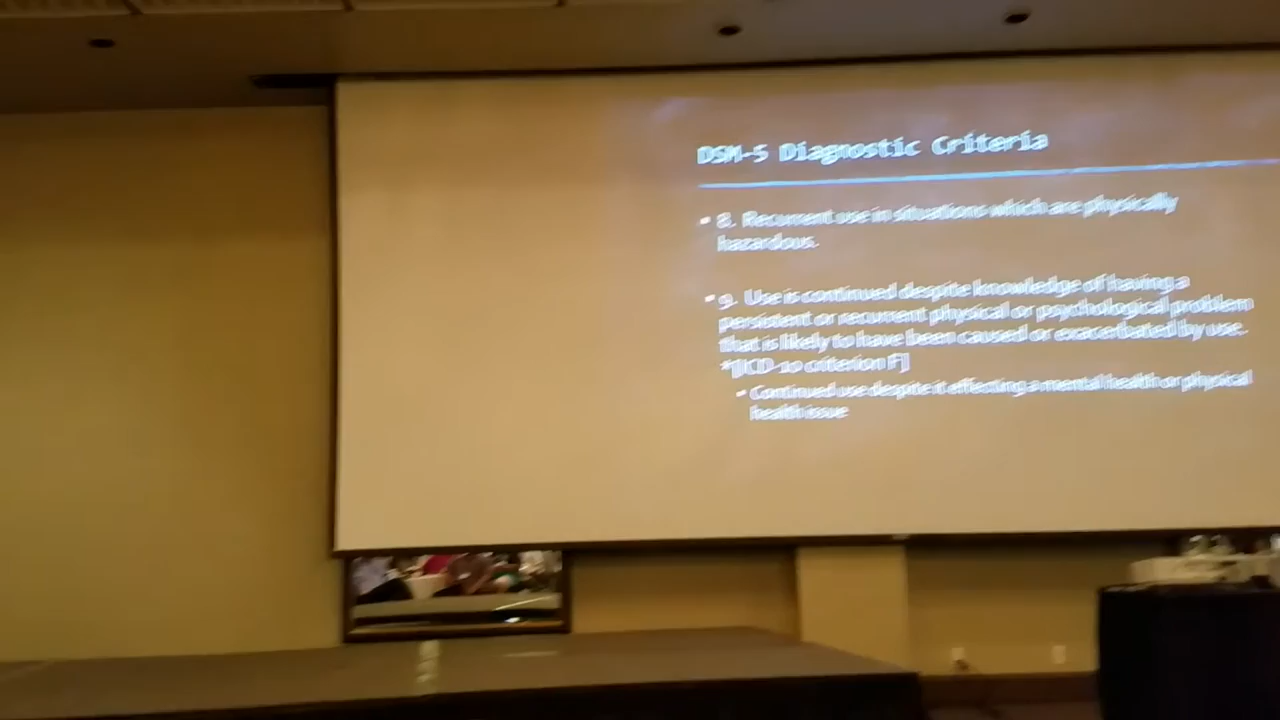 DSM-5 Diagnostic Criteria
• 8. Recurrent use in situations which are physically
hazardous.
• 9. Use is continued despite knowledge of having a
persistent or recurrent physical or psychological problem
that is likely to have been caused or exacerbated by use.
*[ICD-10 criterion F]
• Continued use despite it effecting a mental health or physical
health issue